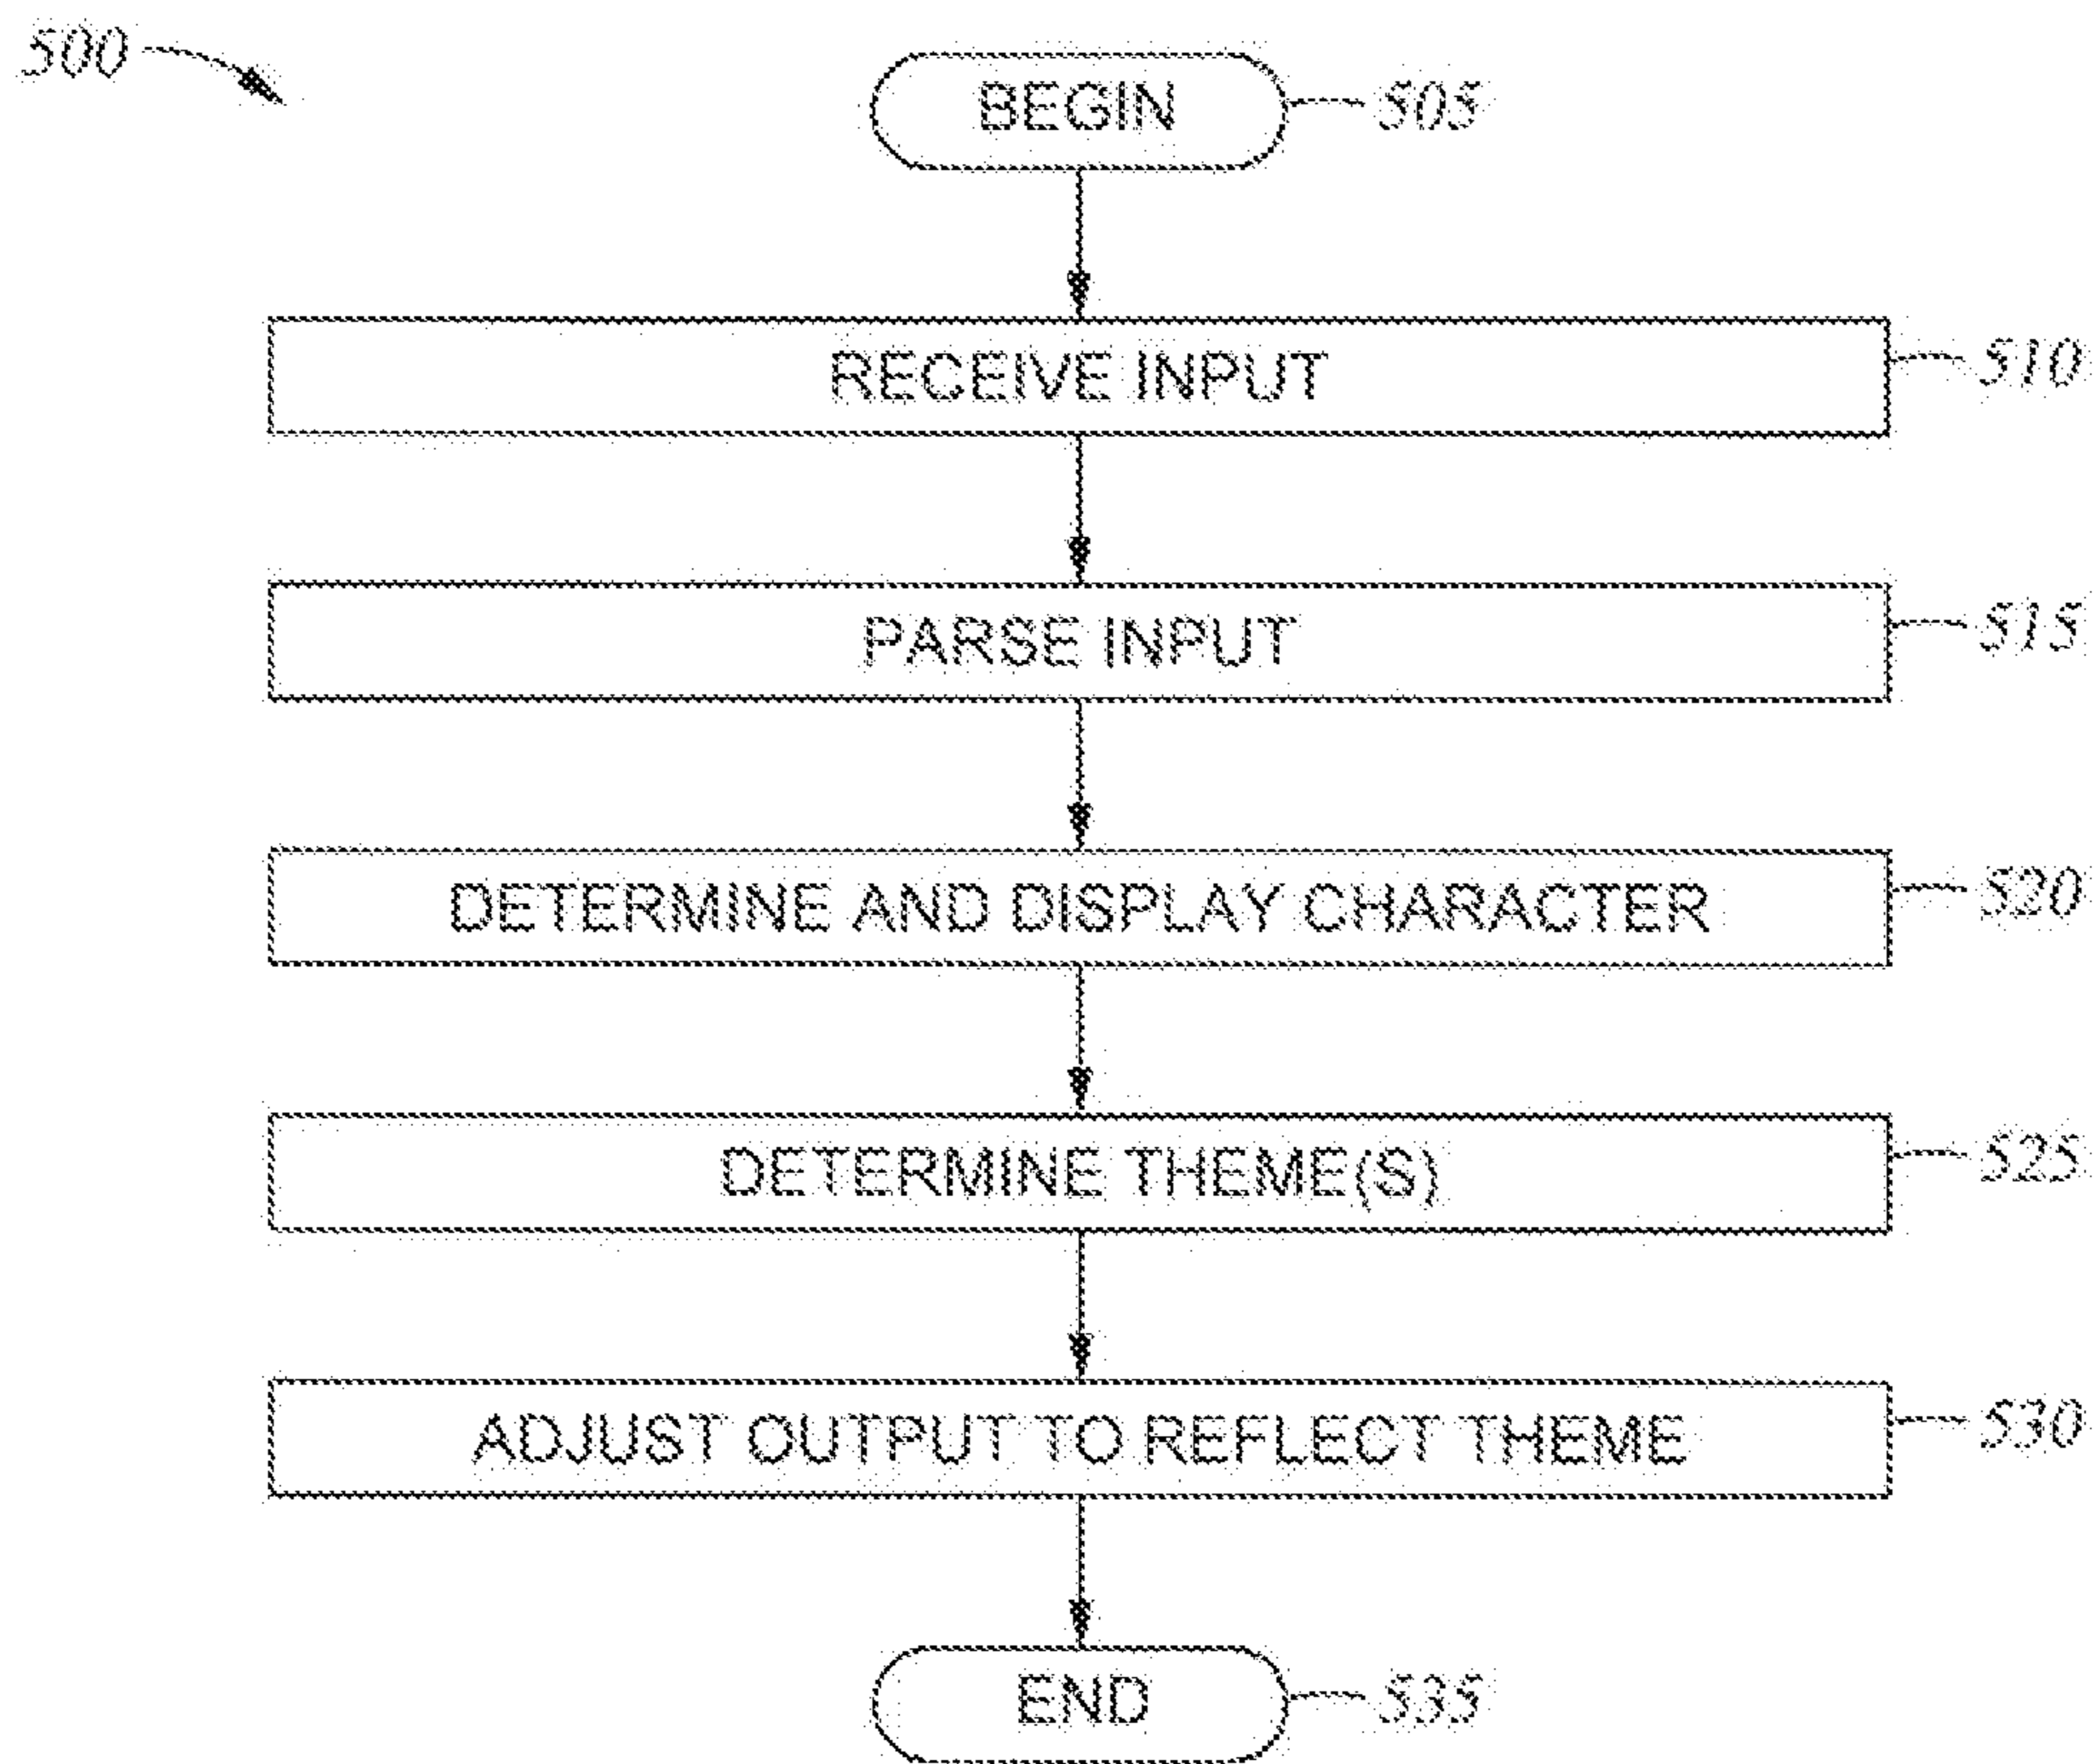 500
BEGIN 505
RECEIVE INPUT 510
PARSE INPUT 515
DETERMINE AND DISPLAY CHARACTER 520
DETERMINE THEME(S) 525
ADJUST OUTPUT TO REFLECT THEME 530
END 535